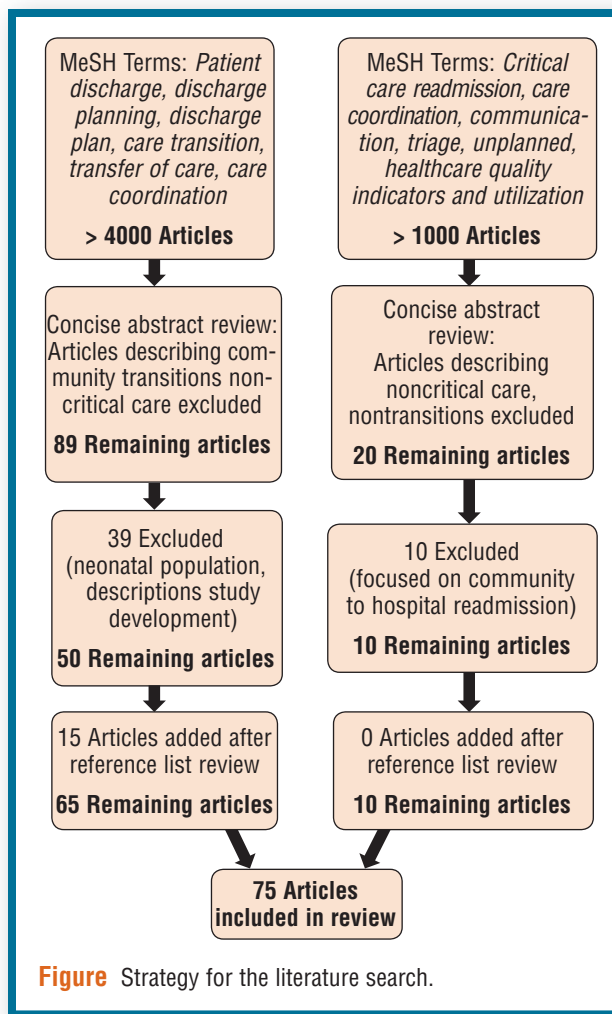 MeSH Terms: Patient
discharge, discharge
planning, discharge
plan, care transition,
transfer of care, care
coordination
> 4000 Articles
Concise abstract review:
Articles describing com-
munity transitions non-
critical care excluded
89 Remaining articles
39 Excluded
(neonatal population,
descriptions study
development)
50 Remaining articles
15 Articles added after
reference list review
65 Remaining articles
MeSH Terms: Critical
care readmission, care
coordination, communica-
tion, triage, unplanned,
healthcare quality
indicators and utilization
> 1000 Articles
Concise abstract
review:
Articles describing
noncritical care,
nontransitions excluded
20 Remaining articles
10 Excluded
(focused on community
to hospital readmission)
10 Remaining articles
0 Articles added after
reference list review
10 Remaining articles
75 Articles
included in review
Figure Strategy for the literature search.